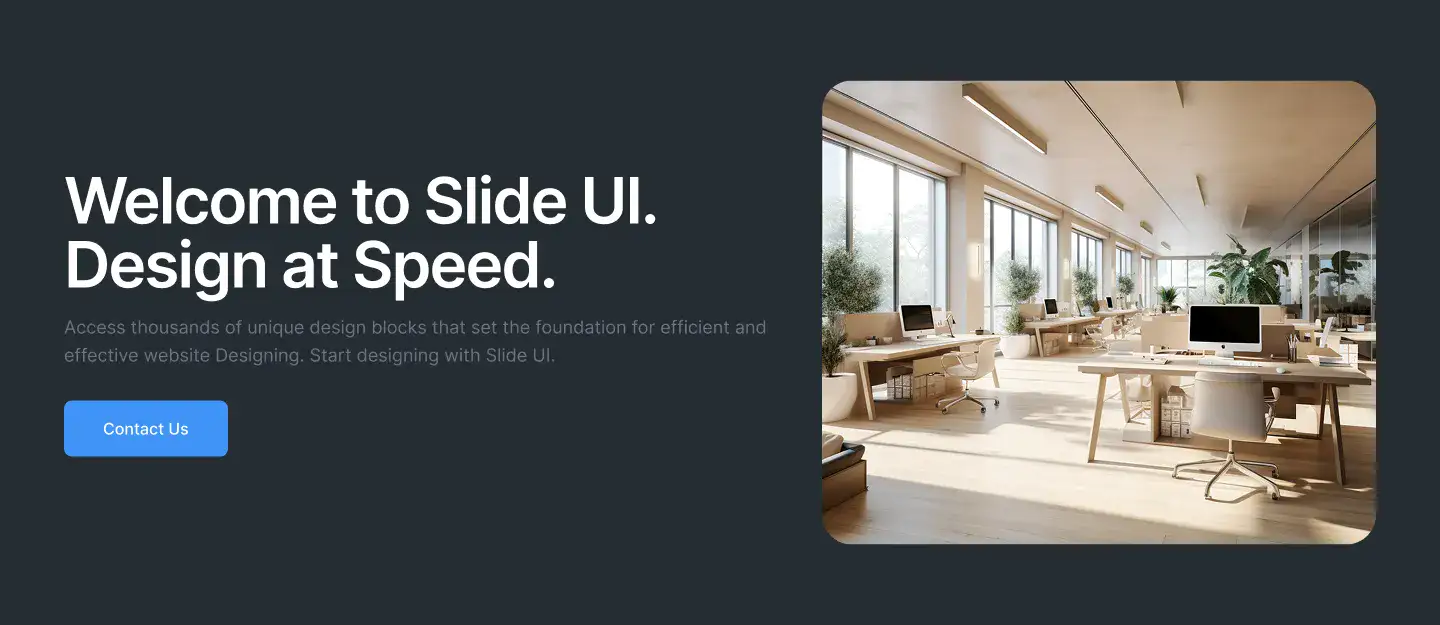 Welcome to Slide UI.
Design at Speed.
Access thousands of unique design blocks that set the foundation for efficient and
effective website Designing. Start designing with Slide UI.
Contact Us